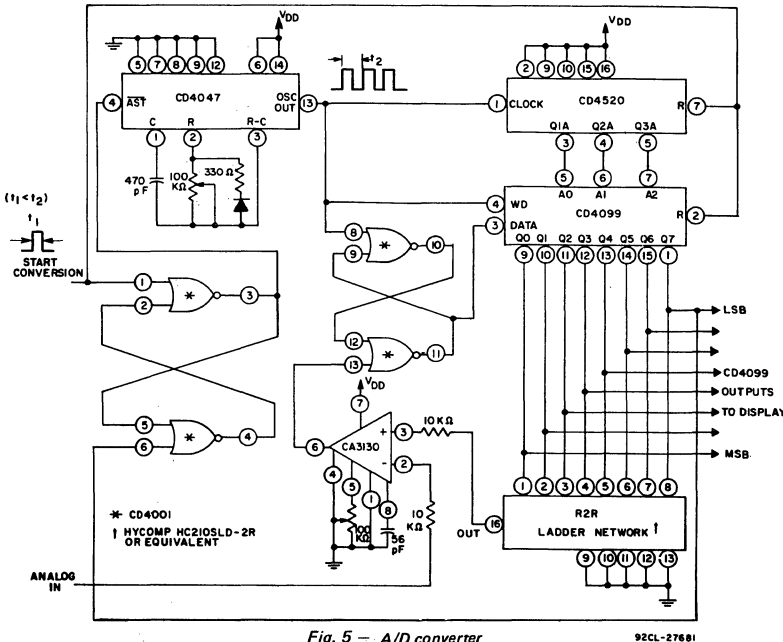 VDD
VDD
5 7 8 9 12
6 14
2 9 10 15 16
t2
4 AST
CD4047
OSC OUT 13
1 CLOCK
CD4520
R 7
C R R-C
1 2 3
Q1A Q2A Q3A
3 4 5
470 pF
100 KΩ
330 Ω
5 6 7
A0 A1 A2
4 WD
CD4099
3 DATA
R 2
Q0 Q1 Q2 Q3 Q4 Q5 Q6 Q7
9 10 11 12 13 14 15 1
(t1 < t2)
t1
START CONVERSION
1
2
*
3
8
9
*
10
12
13
*
11
5
6
*
4
LSB
CD4099
OUTPUTS
TO DISPLAY
MSB
VDD
7
6
CA3130
+ 3
10KΩ
- 2
4 5 1 8
100 KΩ
56 pF
10 KΩ
1 2 3 4 5 6 7 8
OUT 16
R2R
LADDER NETWORK †
9 10 11 12 13
* CD4001
† HYCOMP HC210SLD-2R
OR EQUIVALENT
ANALOG IN
Fig. 5 — A/D converter
92CL-27681